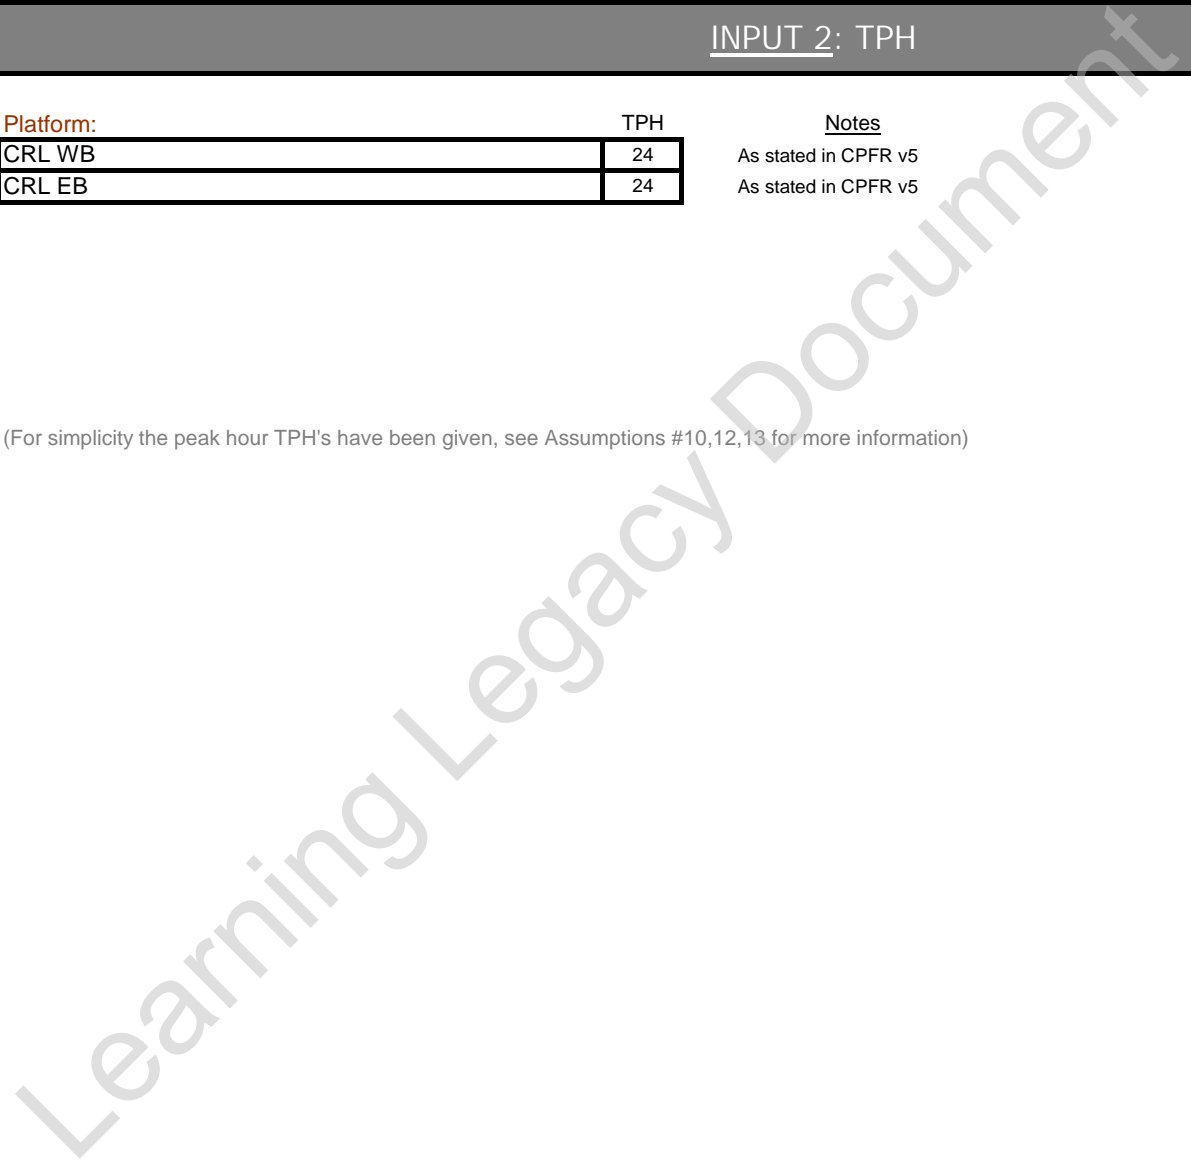 INPUT 2: TPH
Platform: TPH Notes
CRL WB 24 As stated in CPFR v5
CRL EB 24 As stated in CPFR v5
(For simplicity the peak hour TPH's have been given, see Assumptions #10,12,13 for more information)
Learning Legacy Document